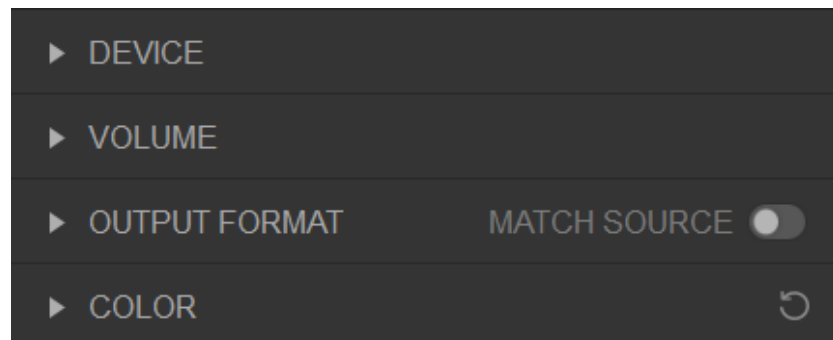 DEVICE
VOLUME
OUTPUT FORMAT MATCH SOURCE
COLOR